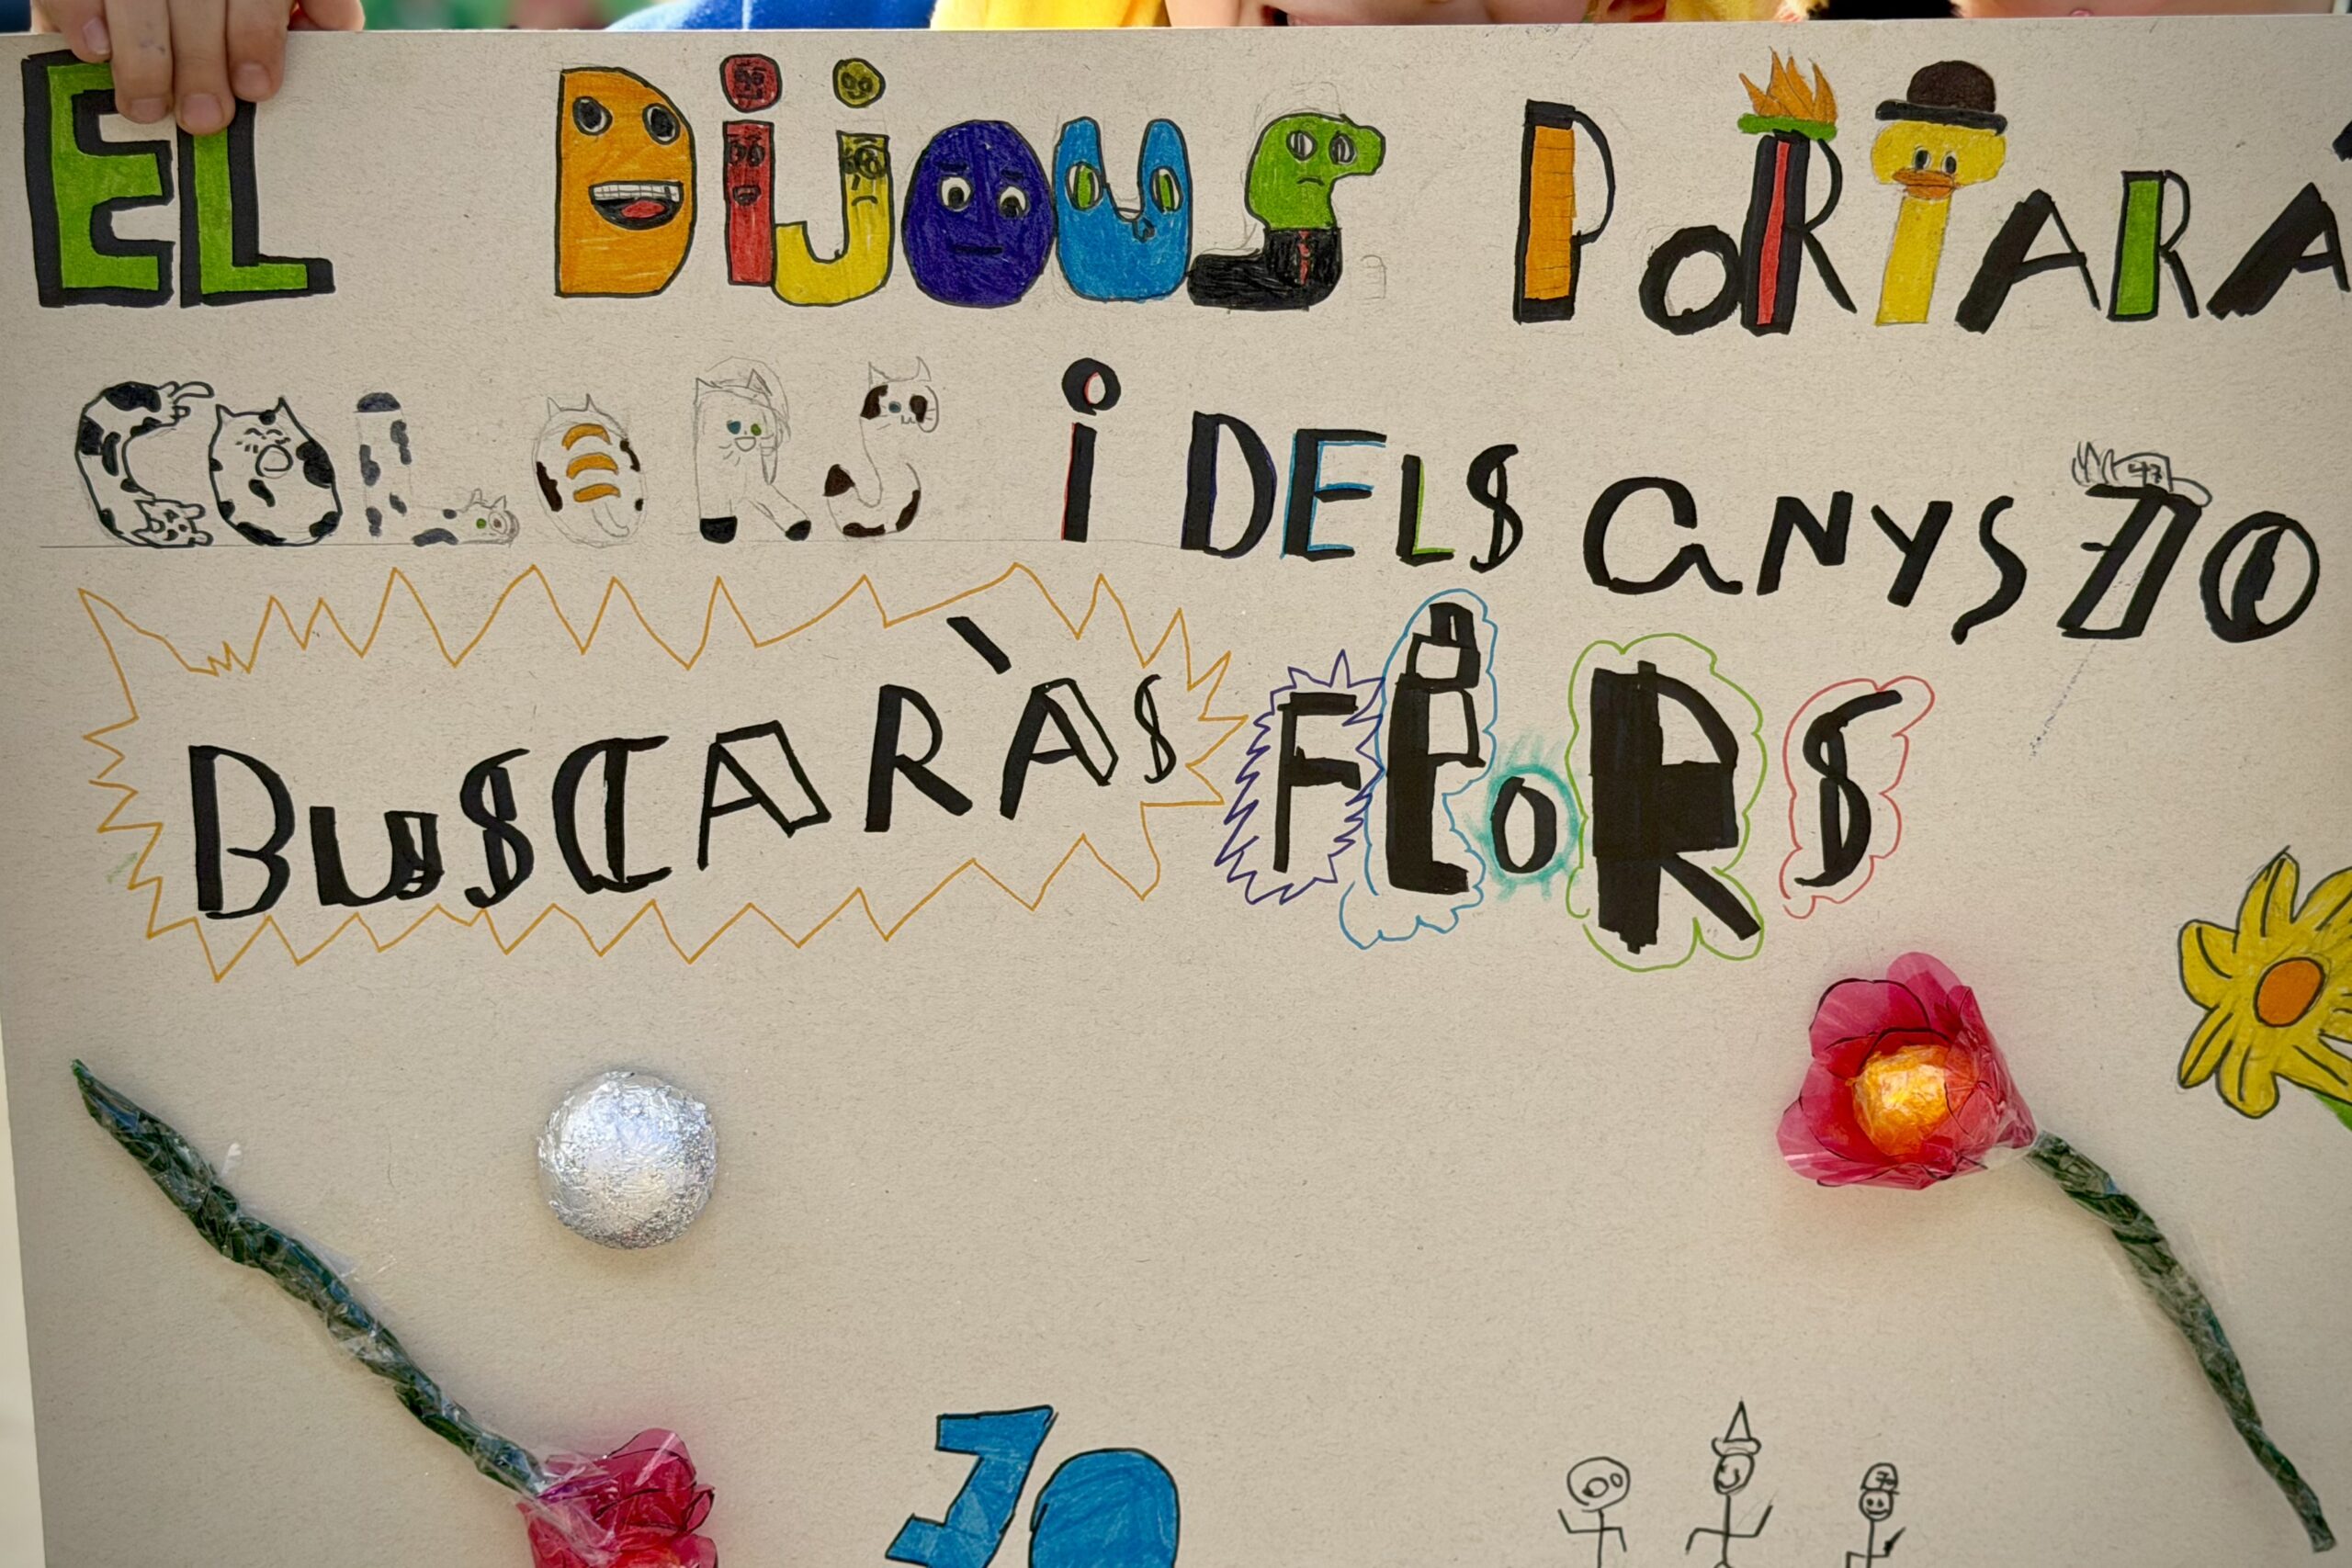 EL DijOUS PORTARÀ
COLORS i DELS ANYS 70
BUSCARÀS FLORS
70